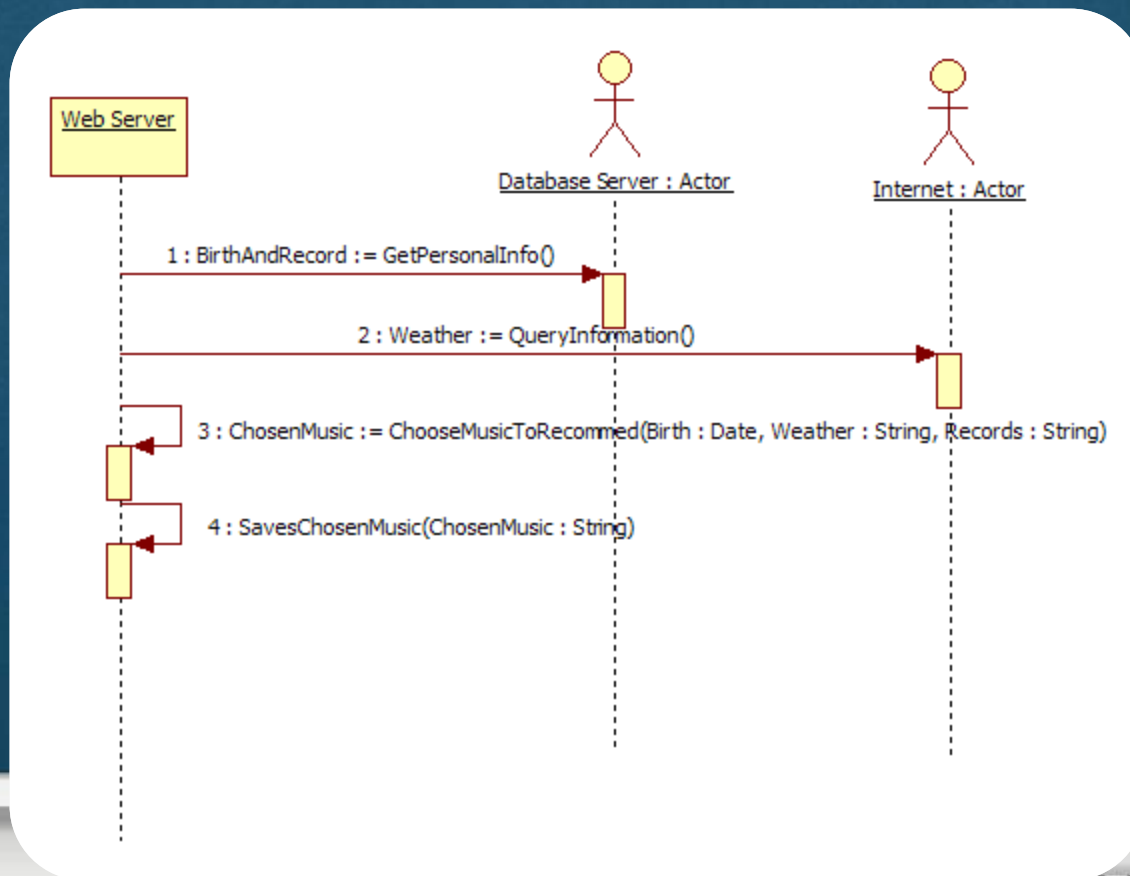 Web Server
Database Server : Actor
Internet : Actor
1 : BirthAndRecord := GetPersonalInfo()
2 : Weather := QueryInformation()
3 : ChosenMusic := ChooseMusicToRecommed(Birth : Date, Weather : String, Records : String)
4 : SavesChosenMusic(ChosenMusic : String)